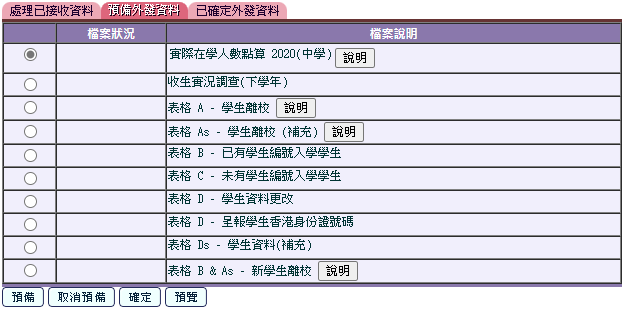 處理已接收資料 預備外發資料 已確定外發資料
檔案狀況 檔案說明
實際在學人數點算 2020(中學) 說明
收生實況調查(下學年)
表格 A - 學生離校 說明
表格 As - 學生離校 (補充) 說明
表格 B - 已有學生編號入學學生
表格 C - 未有學生編號入學學生
表格 D - 學生資料更改
表格 D - 呈報學生香港身份證號碼
表格 Ds - 學生資料(補充)
表格 B & As - 新學生離校 說明
預備 取消預備 確定 預覽